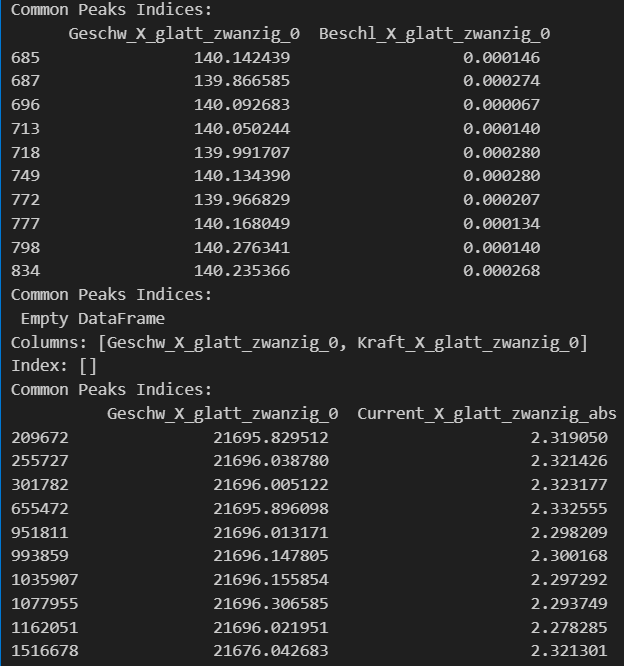 Common Peaks Indices:
Geschw_X_glatt_zwanzig_0 Beschl_X_glatt_zwanzig_0
685 140.142439 0.000146
687 139.866585 0.000274
696 140.092683 0.000067
713 140.050244 0.000140
718 139.991707 0.000280
749 140.134390 0.000280
772 139.966829 0.000207
777 140.168049 0.000134
798 140.276341 0.000140
834 140.235366 0.000268
Common Peaks Indices:
Empty DataFrame
Columns: [Geschw_X_glatt_zwanzig_0, Kraft_X_glatt_zwanzig_0]
Index: []
Common Peaks Indices:
Geschw_X_glatt_zwanzig_0 Current_X_glatt_zwanzig_abs
209672 21695.829512 2.319050
255727 21696.038780 2.321426
301782 21696.005122 2.323177
655472 21695.896098 2.332555
951811 21696.013171 2.298209
993859 21696.147805 2.300168
1035907 21696.155854 2.297292
1077955 21696.306585 2.293749
1162051 21696.021951 2.278285
1516678 21676.042683 2.321301